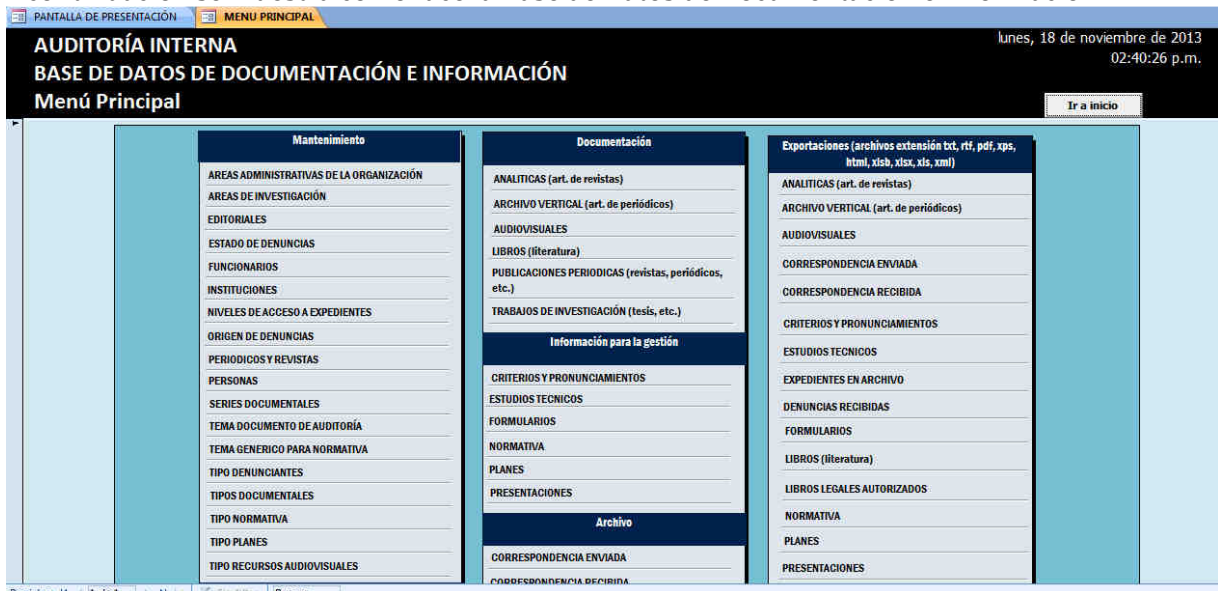 PANTALLA DE PRESENTACIÓN
MENU PRINCIPAL
AUDITORÍA INTERNA
BASE DE DATOS DE DOCUMENTACIÓN E INFORMACIÓN
Menú Principal
lunes, 18 de noviembre de 2013
02:40:26 p.m.
Ir a inicio
Mantenimiento
AREAS ADMINISTRATIVAS DE LA ORGANIZACIÓN
AREAS DE INVESTIGACIÓN
EDITORIALES
ESTADO DE DENUNCIAS
FUNCIONARIOS
INSTITUCIONES
NIVELES DE ACCESO A EXPEDIENTES
ORIGEN DE DENUNCIAS
PERIODICOS Y REVISTAS
PERSONAS
SERIES DOCUMENTALES
TEMA DOCUMENTO DE AUDITORÍA
TEMA GENERICO PARA NORMATIVA
TIPO DENUNCIANTES
TIPOS DOCUMENTALES
TIPO NORMATIVA
TIPO PLANES
TIPO RECURSOS AUDIOVISUALES
Documentación
ANALITICAS (art. de revistas)
ARCHIVO VERTICAL (art. de periódicos)
AUDIOVISUALES
LIBROS (literatura)
PUBLICACIONES PERIODICAS (revistas, periódicos,
etc.)
TRABAJOS DE INVESTIGACIÓN (tesis, etc.)
Información para la gestión
CRITERIOS Y PRONUNCIAMIENTOS
ESTUDIOS TECNICOS
FORMULARIOS
NORMATIVA
PLANES
PRESENTACIONES
Archivo
CORRESPONDENCIA ENVIADA
CORRESPONDENCIA RECIBIDA
Exportaciones (archivos extensión txt, rtf, pdf, xps,
html, xlsb, xlsx, xls, xml)
ANALITICAS (art. de revistas)
ARCHIVO VERTICAL (art. de periódicos)
AUDIOVISUALES
CORRESPONDENCIA ENVIADA
CORRESPONDENCIA RECIBIDA
CRITERIOS Y PRONUNCIAMIENTOS
ESTUDIOS TECNICOS
EXPEDIENTES EN ARCHIVO
DENUNCIAS RECIBIDAS
FORMULARIOS
LIBROS (literatura)
LIBROS LEGALES AUTORIZADOS
NORMATIVA
PLANES
PRESENTACIONES